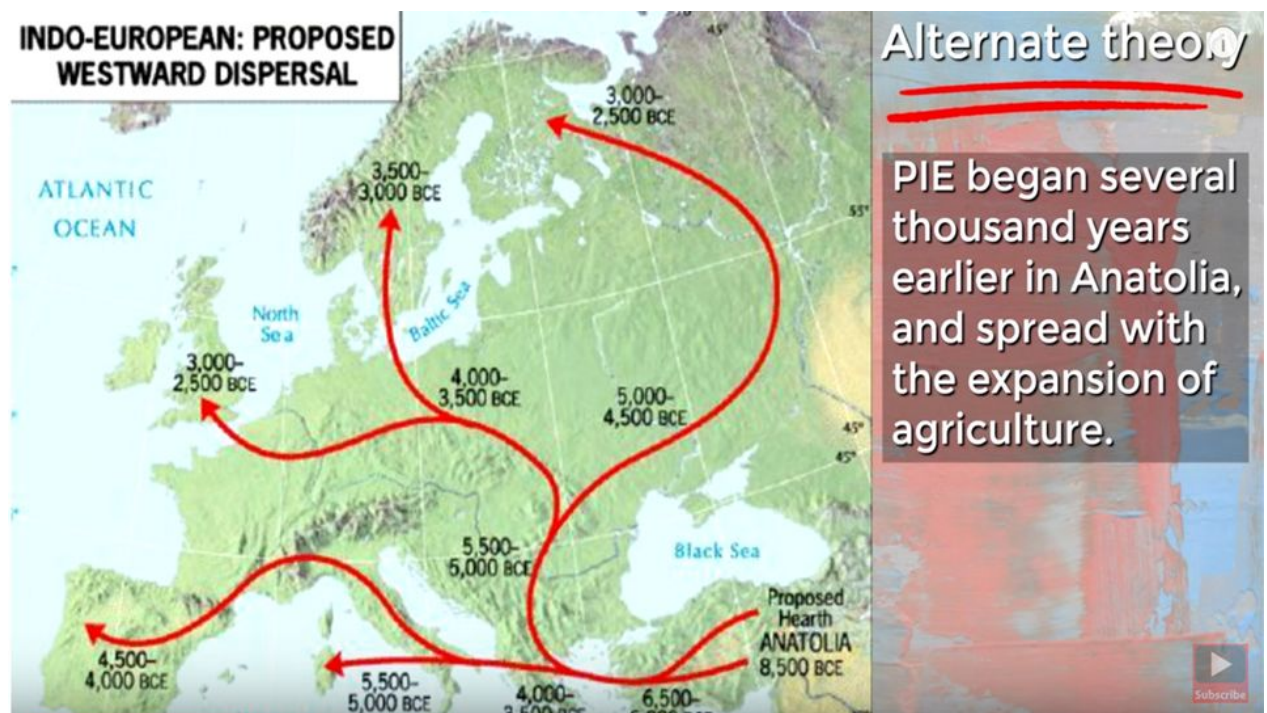 INDO-EUROPEAN: PROPOSED
WESTWARD DISPERSAL
Alternate theory
PIE began several
thousand years
earlier in Anatolia,
and spread with
the expansion of
agriculture.
45°
3,000–
2,500 BCE
3,500–
3,000 BCE
ATLANTIC
OCEAN
55°
North
Sea
Baltic Sea
3,000–
2,500 BCE
4,000–
3,500 BCE
5,000–
4,500 BCE
45°
45°
5,500–
5,000 BCE
Black Sea
Proposed
Hearth
ANATOLIA
8,500 BCE
4,500–
4,000 BCE
5,500–
5,000 BCE
4,000–
6,500–
Subscribe